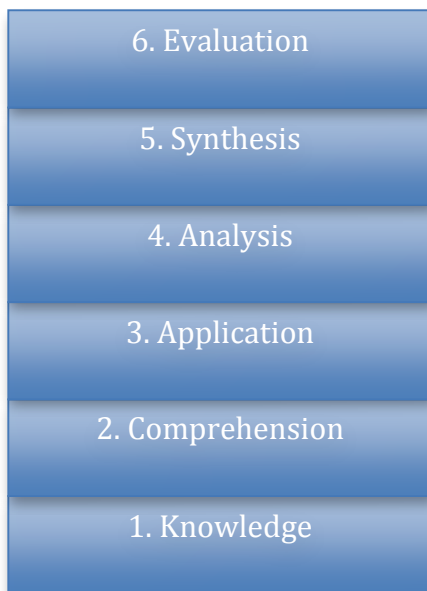 6. Evaluation
5. Synthesis
4. Analysis
3. Application
2. Comprehension
1. Knowledge